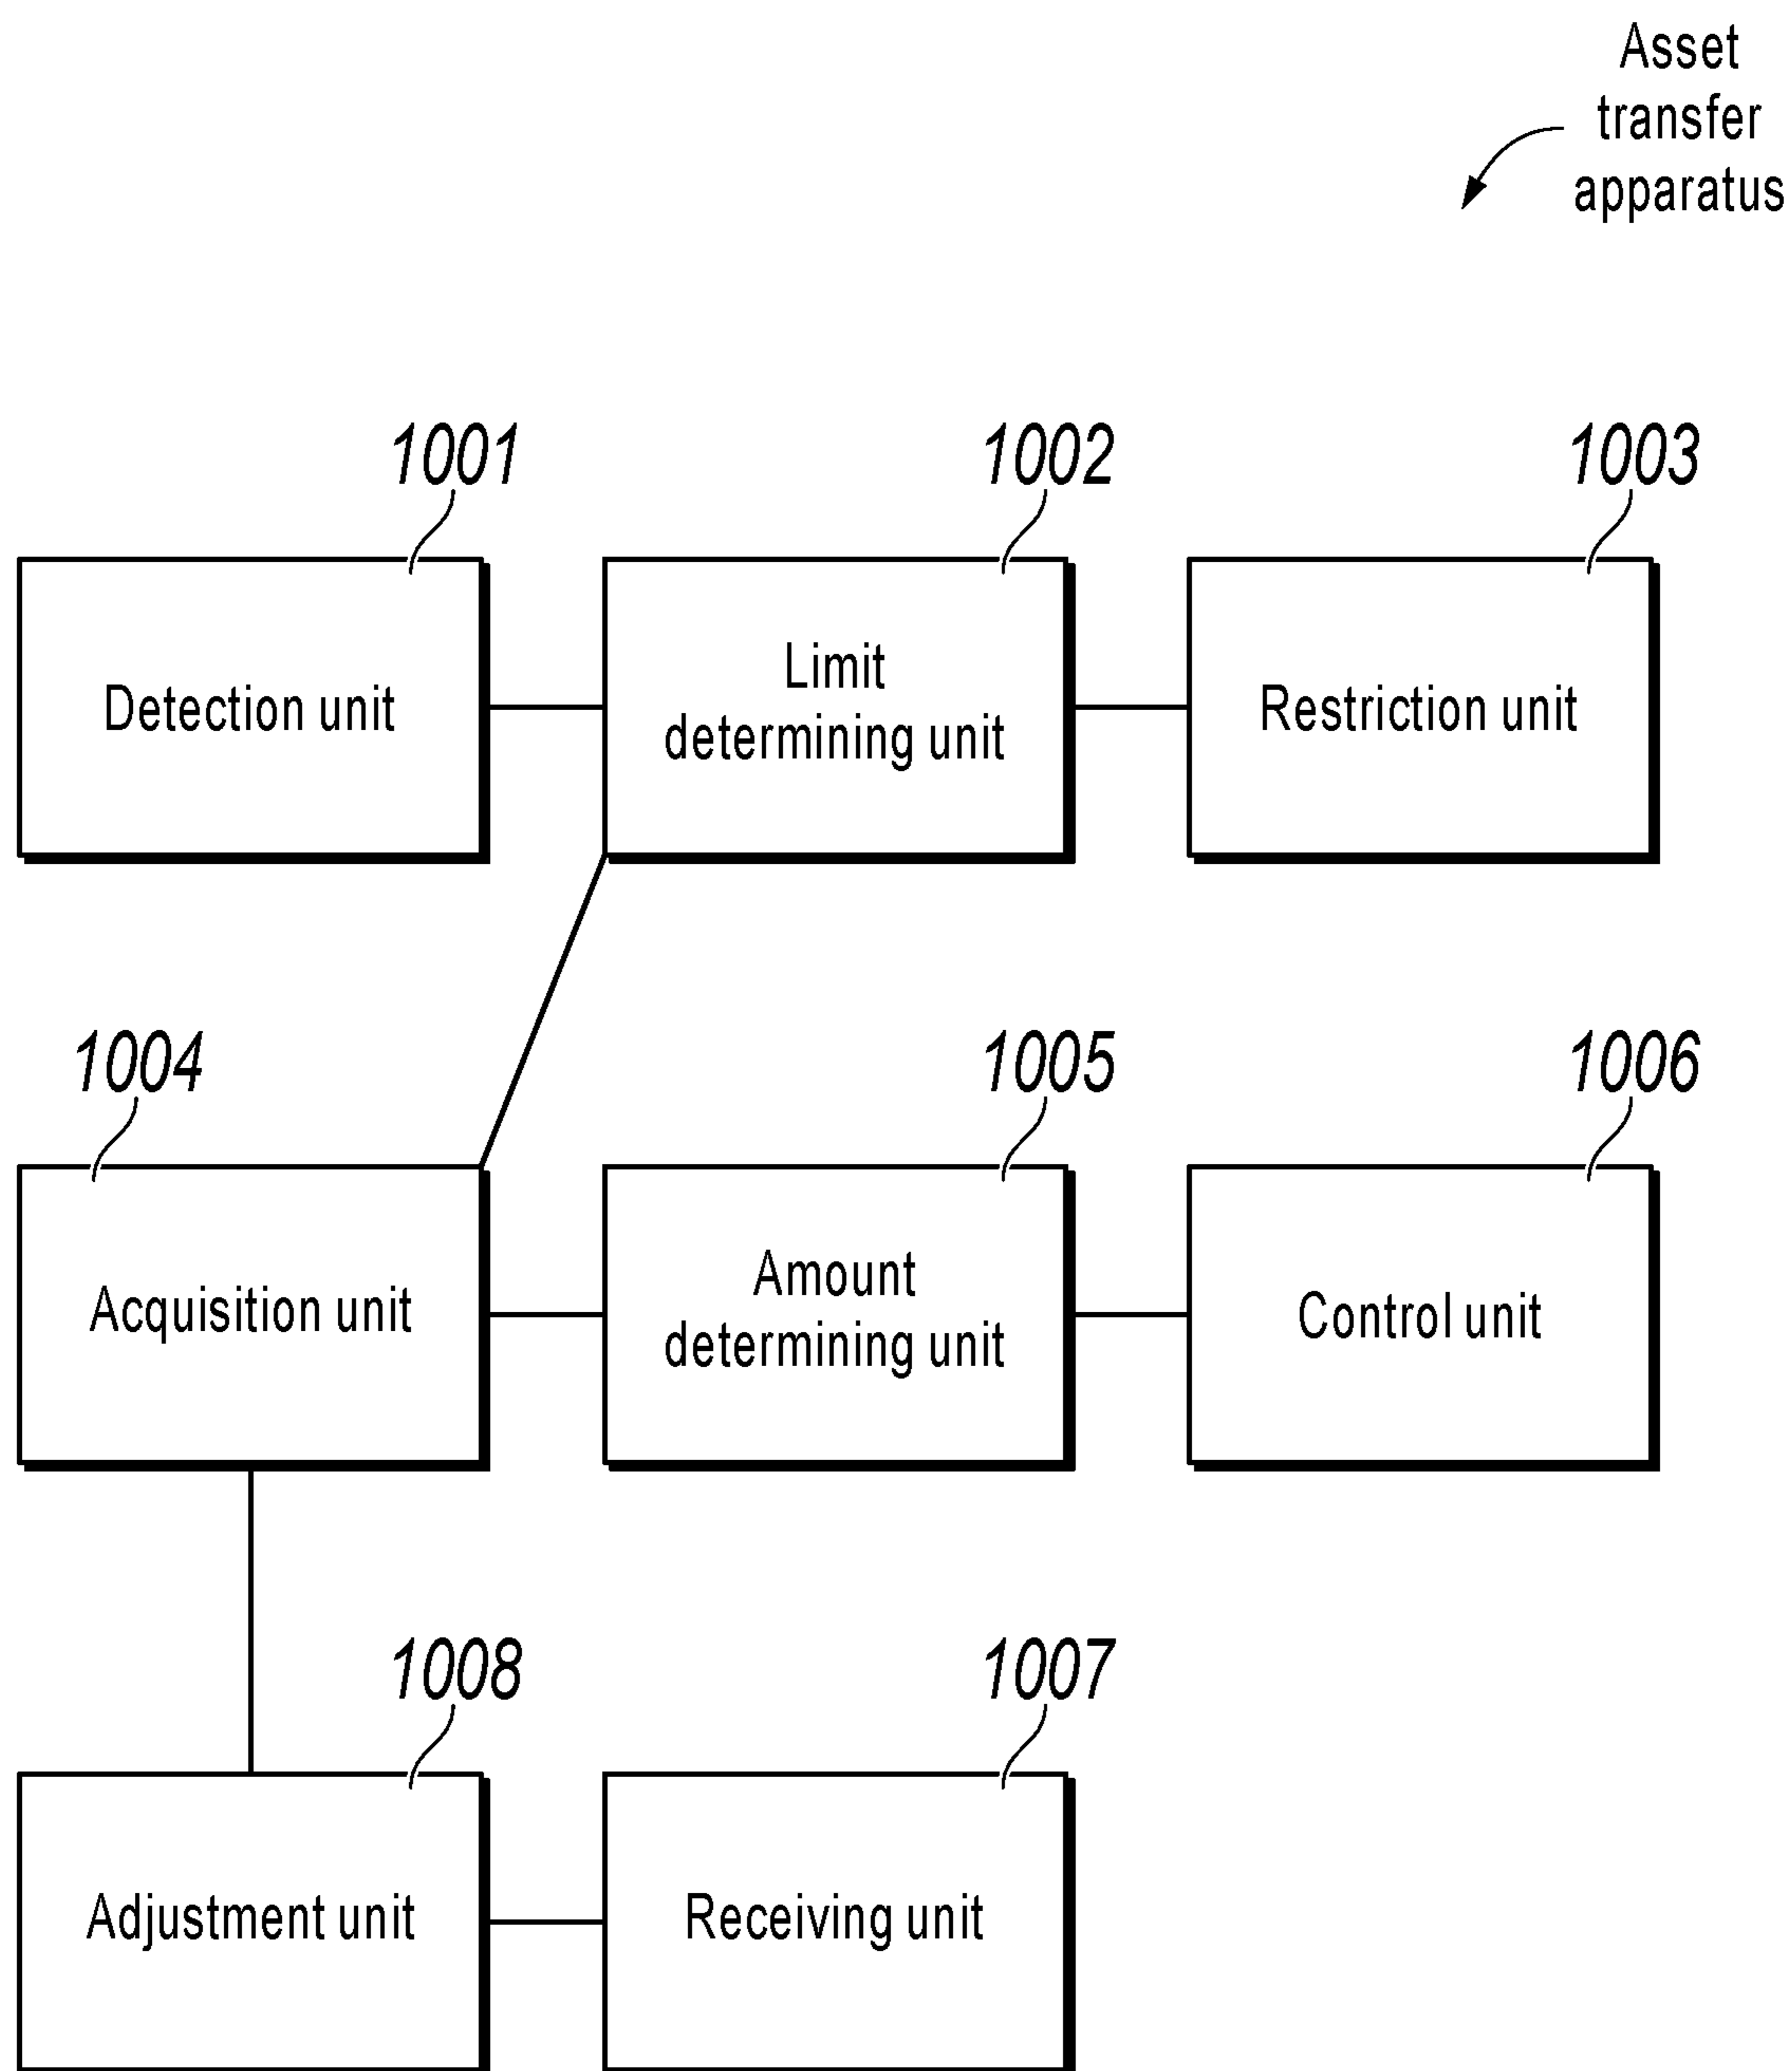 Asset
transfer
apparatus
1001
1002
1003
Detection unit
Limit
determining unit
Restriction unit
1004
1005
1006
Acquisition unit
Amount
determining unit
Control unit
1008
1007
Adjustment unit
Receiving unit